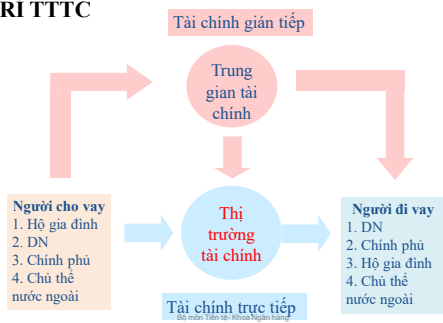 RI TTTC
Tài chính gián tiếp
Trung
gian tài
chính
Người cho vay
1. Hộ gia đình
2. DN
3. Chính phủ
4. Chủ thể
nước ngoài
Thị
trường
tài chính
Người đi vay
1. DN
2. Chính phủ
3. Hộ gia đình
4. Chủ thể
nước ngoài
Tài chính trực tiếp
Bộ môn Tiền tệ- Khoa Ngân hàng